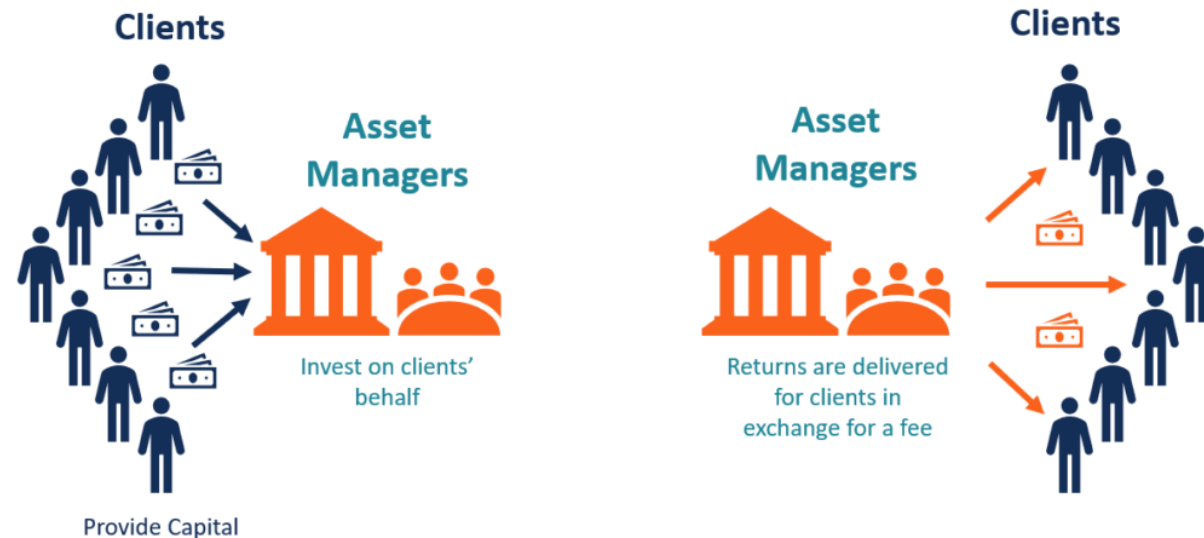 Clients
Asset
Managers
Invest on clients’
behalf
Provide Capital
Clients
Asset
Managers
Returns are delivered
for clients in
exchange for a fee